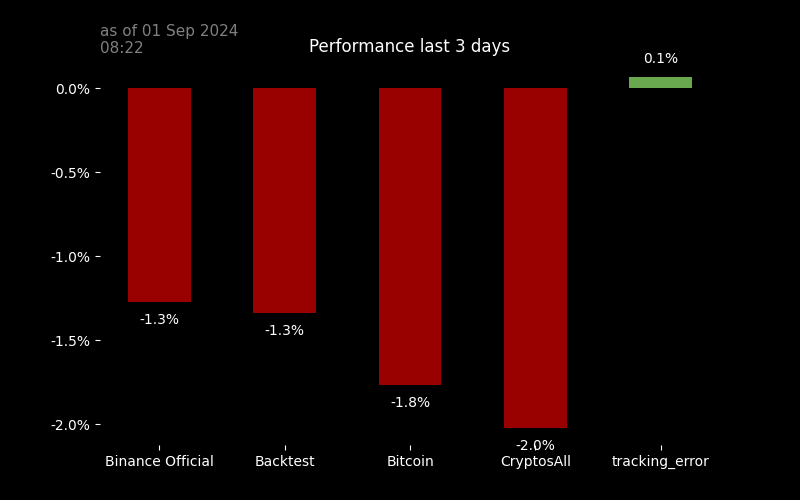 as of 01 Sep 2024
08:22
Performance last 3 days
0.1%
0.0%
-0.5%
-1.0%
-1.5%
-2.0%
-1.3%
-1.3%
-1.8%
-2.0%
Binance Official
Backtest
Bitcoin
CryptosAll
tracking_error